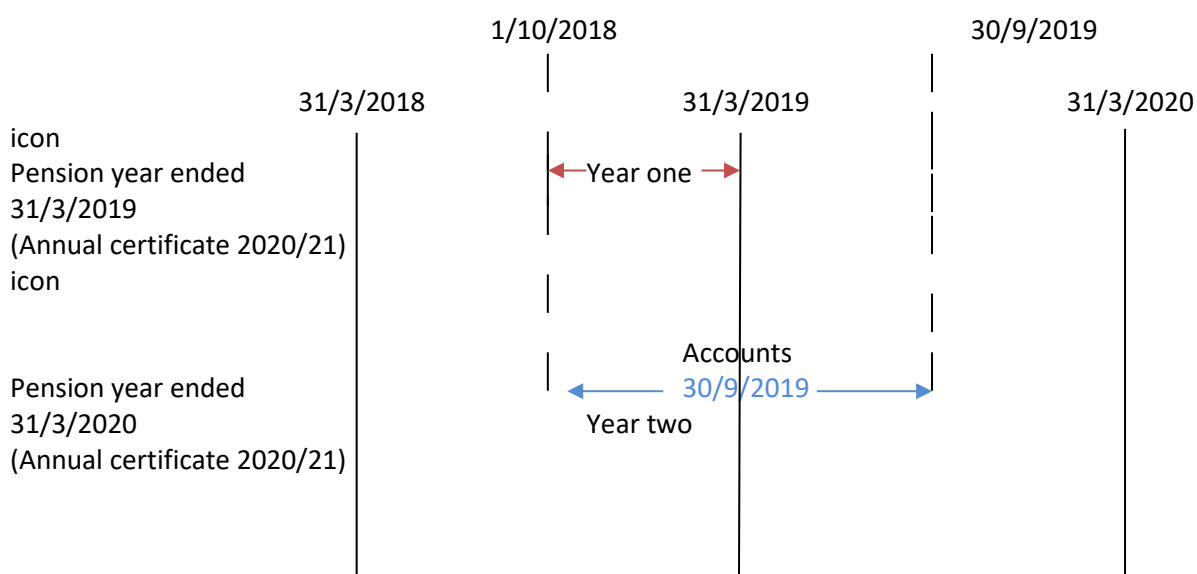 1/10/2018 30/9/2019
31/3/2018 31/3/2019 31/3/2020
icon
Pension year ended
31/3/2019
(Annual certificate 2020/21)
icon
Year one
Accounts
30/9/2019
Pension year ended
31/3/2020
(Annual certificate 2020/21)
Year two